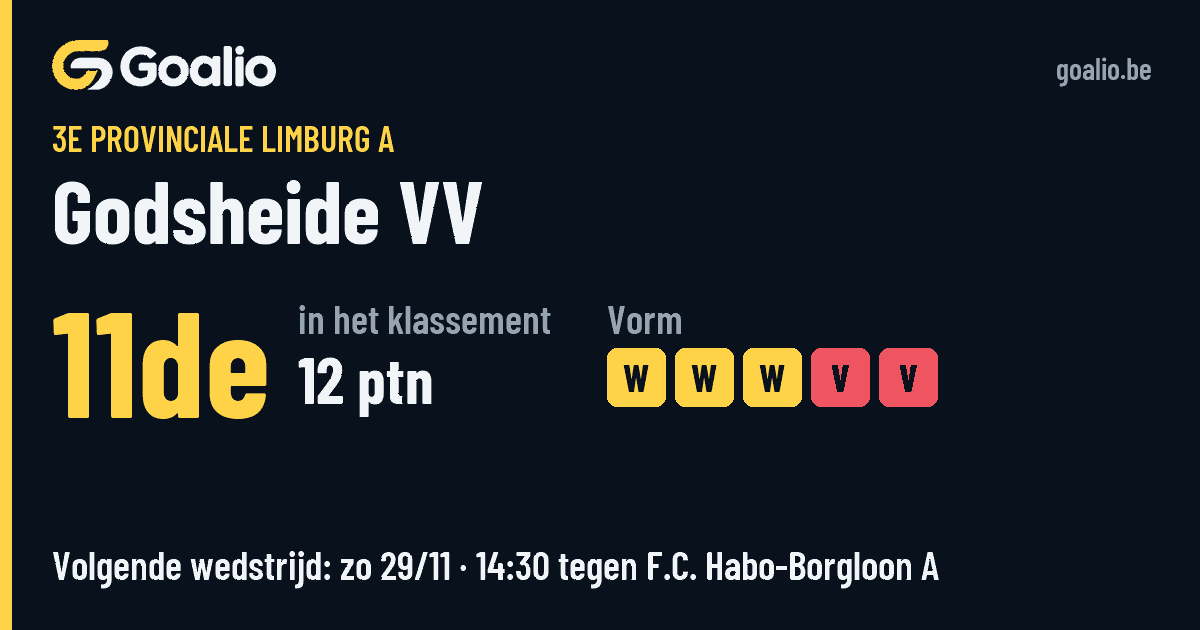 Goalio
goalio.be
3E PROVINCIALE LIMBURG A
Godsheide VV
11de
in het klassement
12 ptn
Vorm
W W W V V
Volgende wedstrijd: zo 29/11 · 14:30 tegen F.C. Habo-Borgloon A